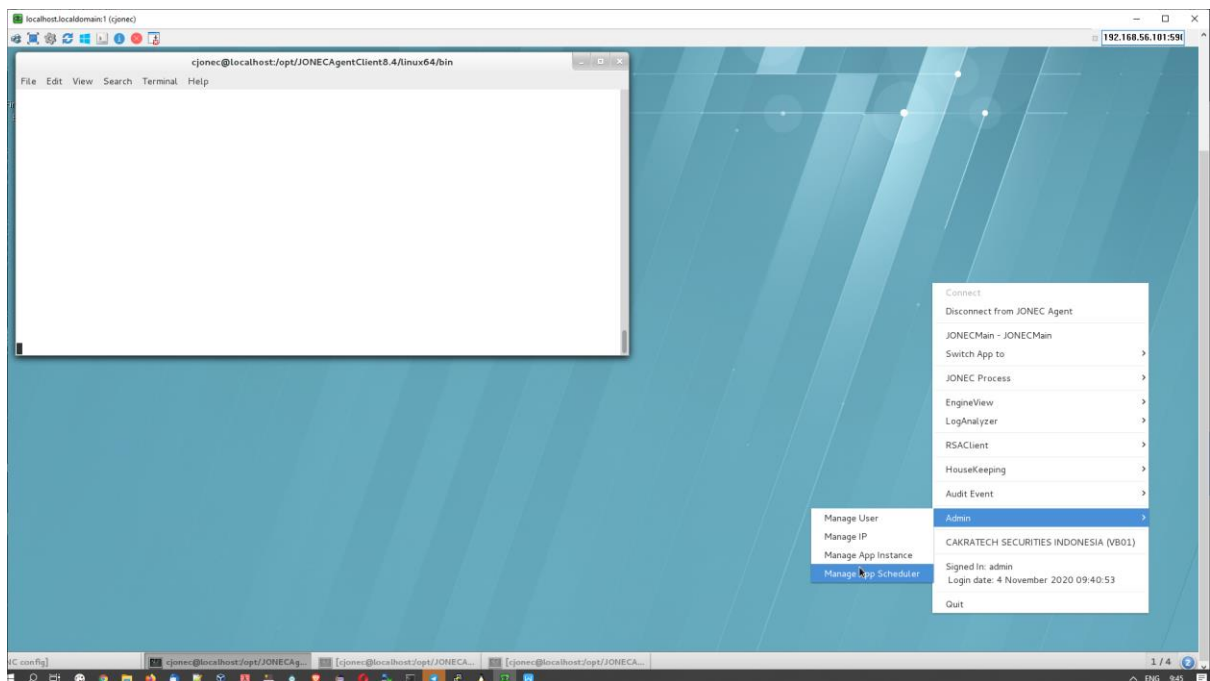 localhost.localdomain:1 (cjonec)
192.168.56.101:590
cjonec@localhost:/opt/JONECAgentClient8.4/linux64/bin
File Edit View Search Terminal Help
Connect
Disconnect from JONEC Agent
JONECMain - JONECMain
Switch App to
JONEC Process
EngineView
LogAnalyzer
RSAClient
HouseKeeping
Audit Event
Admin
Manage User
Manage IP
Manage App Instance
Manage App Scheduler
CAKRATECH SECURITIES INDONESIA (VB01)
Signed In: admin
Login date: 4 November 2020 09:40:53
Quit
NC config]
cjonec@localhost:/opt/JONECAg...
[cjonec@localhost:/opt/JONECA...
[cjonec@localhost:/opt/JONECA...
1 / 4
ENG 9:45